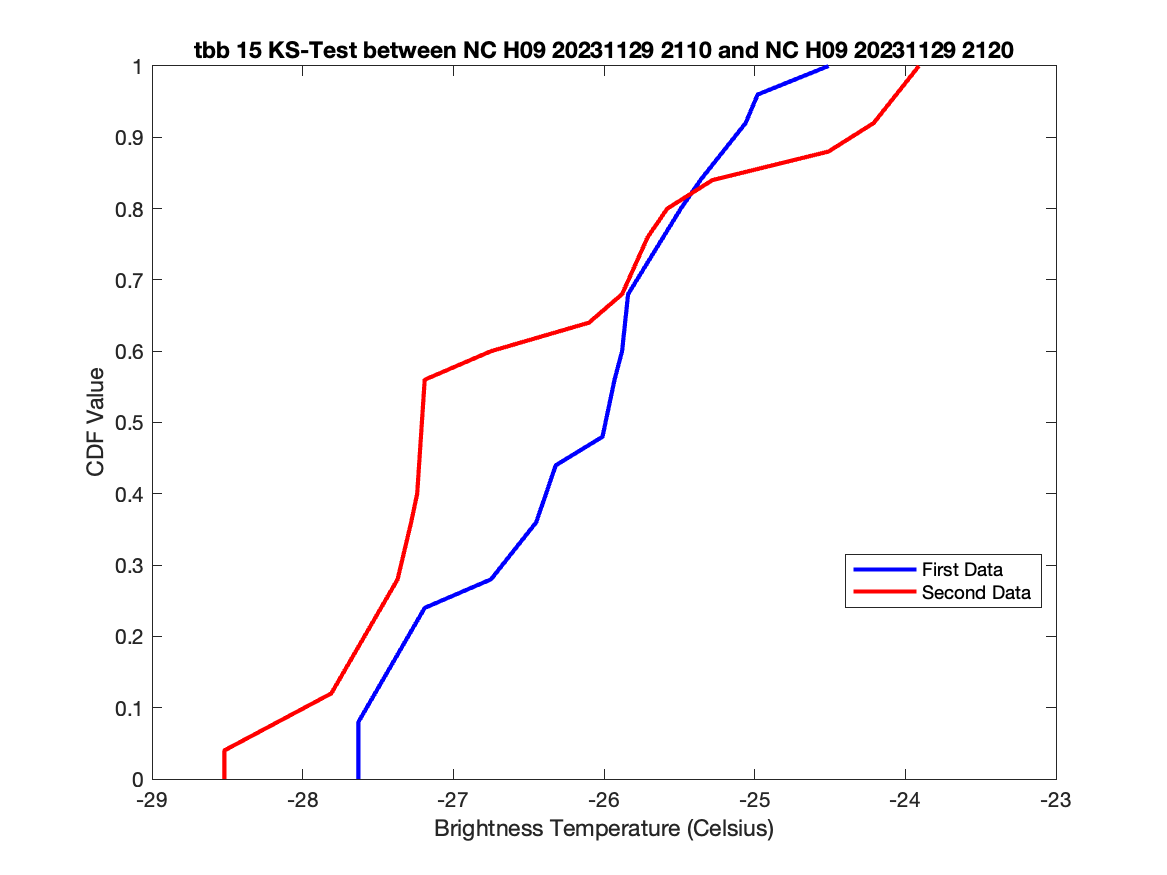 tbb 15 KS-Test between NC H09 20231129 2110 and NC H09 20231129 2120
1
0.9
0.8
0.7
0.6
0.5
0.4
0.3
0.2
0.1
0
CDF Value
First Data
Second Data
-29 -28 -27 -26 -25 -24 -23
Brightness Temperature (Celsius)